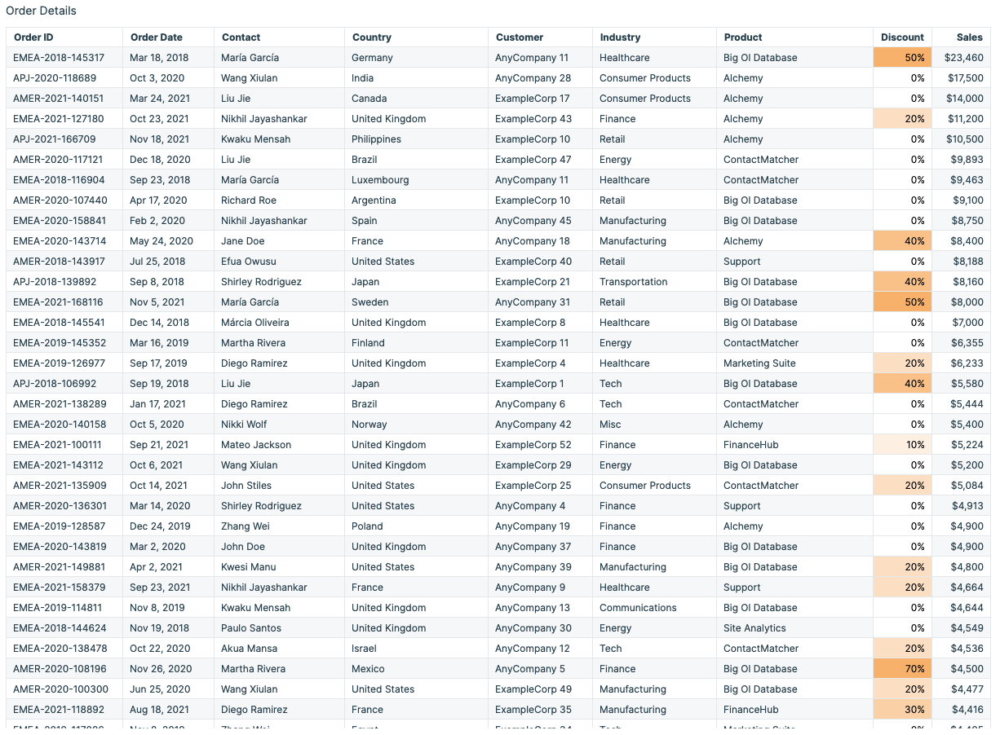 Order Details
Order ID Order Date Contact Country Customer Industry Product Discount Sales
EMEA-2018-145317 Mar 18, 2018 María García Germany AnyCompany 11 Healthcare Big Ol Database 50% $23,460
APJ-2020-118689 Oct 3, 2020 Wang Xiulan India AnyCompany 28 Consumer Products Alchemy 0% $17,500
AMER-2021-140151 Mar 24, 2021 Liu Jie Canada ExampleCorp 17 Consumer Products Alchemy 0% $14,000
EMEA-2021-127180 Oct 23, 2021 Nikhil Jayashankar United Kingdom ExampleCorp 43 Finance Alchemy 20% $11,200
APJ-2021-166709 Nov 18, 2021 Kwaku Mensah Philippines ExampleCorp 10 Retail Alchemy 0% $10,500
AMER-2020-117121 Dec 18, 2020 Liu Jie Brazil ExampleCorp 47 Energy ContactMatcher 0% $9,893
EMEA-2018-116904 Sep 23, 2018 María García Luxembourg AnyCompany 11 Healthcare ContactMatcher 0% $9,463
AMER-2020-107440 Apr 17, 2020 Richard Roe Argentina ExampleCorp 10 Retail Big Ol Database 0% $9,100
EMEA-2020-158841 Feb 2, 2020 Nikhil Jayashankar Spain AnyCompany 45 Manufacturing Big Ol Database 0% $8,750
EMEA-2020-143714 May 24, 2020 Jane Doe France AnyCompany 18 Manufacturing Alchemy 40% $8,400
AMER-2018-143917 Jul 25, 2018 Efua Owusu United States ExampleCorp 40 Retail Support 0% $8,188
APJ-2018-139892 Sep 8, 2018 Shirley Rodriguez Japan ExampleCorp 21 Transportation Big Ol Database 40% $8,160
EMEA-2021-168116 Nov 5, 2021 María García Sweden AnyCompany 31 Retail Big Ol Database 50% $8,000
EMEA-2018-145541 Dec 14, 2018 Márcia Oliveira United Kingdom ExampleCorp 8 Healthcare Big Ol Database 0% $7,000
EMEA-2019-145352 Mar 16, 2019 Martha Rivera Finland ExampleCorp 11 Energy ContactMatcher 0% $6,355
EMEA-2019-126977 Sep 17, 2019 Diego Ramirez United Kingdom ExampleCorp 4 Healthcare Marketing Suite 20% $6,233
APJ-2018-106992 Sep 19, 2018 Liu Jie Japan ExampleCorp 1 Tech Big Ol Database 40% $5,580
AMER-2021-138289 Jan 17, 2021 Diego Ramirez Brazil AnyCompany 6 Tech ContactMatcher 0% $5,444
EMEA-2020-140158 Oct 5, 2020 Nikki Wolf Norway AnyCompany 42 Misc Alchemy 0% $5,400
EMEA-2021-100111 Sep 21, 2021 Mateo Jackson United Kingdom ExampleCorp 52 Finance FinanceHub 10% $5,224
EMEA-2021-143112 Oct 6, 2021 Wang Xiulan United Kingdom ExampleCorp 29 Energy Big Ol Database 0% $5,200
AMER-2021-135909 Oct 14, 2021 John Stiles United States ExampleCorp 25 Consumer Products ContactMatcher 20% $5,084
AMER-2020-136301 Mar 14, 2020 Shirley Rodriguez United States AnyCompany 4 Finance Support 0% $4,913
EMEA-2019-128587 Dec 24, 2019 Zhang Wei Poland AnyCompany 19 Finance Alchemy 0% $4,900
EMEA-2020-143819 Mar 2, 2020 John Doe United Kingdom AnyCompany 37 Finance Big Ol Database 0% $4,900
AMER-2021-149881 Apr 2, 2021 Kwesi Manu United States AnyCompany 39 Manufacturing Big Ol Database 20% $4,800
EMEA-2021-158379 Sep 23, 2021 Nikhil Jayashankar France AnyCompany 9 Healthcare Support 20% $4,664
EMEA-2019-114811 Nov 8, 2019 Kwaku Mensah United Kingdom AnyCompany 13 Communications Big Ol Database 0% $4,644
EMEA-2018-144624 Nov 19, 2018 Paulo Santos United Kingdom AnyCompany 30 Energy Site Analytics 0% $4,549
EMEA-2020-138478 Oct 22, 2020 Akua Mansa Israel AnyCompany 12 Tech ContactMatcher 20% $4,536
AMER-2020-108196 Nov 26, 2020 Martha Rivera Mexico AnyCompany 5 Finance Big Ol Database 70% $4,500
AMER-2020-100300 Jun 25, 2020 Wang Xiulan United States ExampleCorp 49 Manufacturing Big Ol Database 20% $4,477
EMEA-2021-118892 Aug 18, 2021 Diego Ramirez France ExampleCorp 35 Manufacturing FinanceHub 30% $4,416